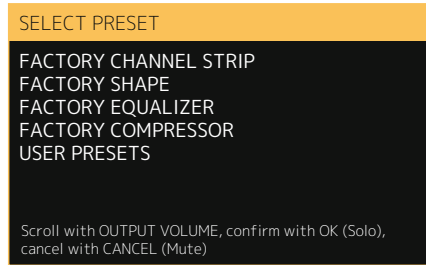 SELECT PRESET
FACTORY CHANNEL STRIP
FACTORY SHAPE
FACTORY EQUALIZER
FACTORY COMPRESSOR
USER PRESETS
Scroll with OUTPUT VOLUME, confirm with OK (Solo),
cancel with CANCEL (Mute)